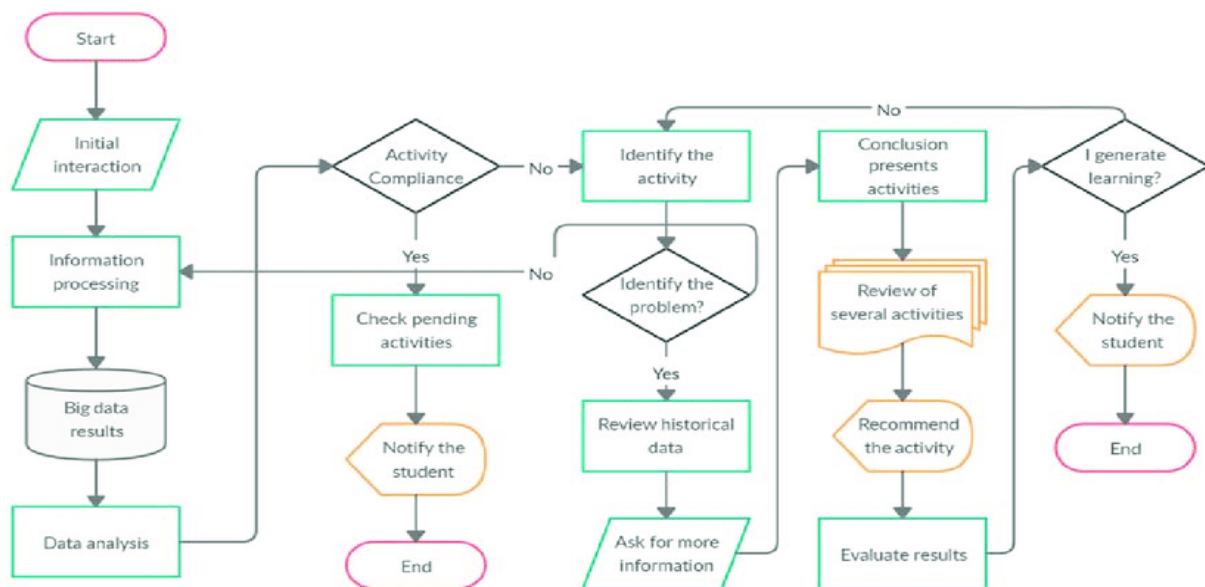 Start
Initial
interaction
Information
processing
Big data
results
Data analysis
Activity
Compliance
No
Yes
Check pending
activities
Notify the
student
End
Identify the
activity
No
Identify the
problem?
Yes
Review historical
data
Ask for more
information
Conclusion
presents
activities
Review of
several activities
Recommend
the activity
Evaluate results
No
I generate
learning?
Yes
Notify the
student
End